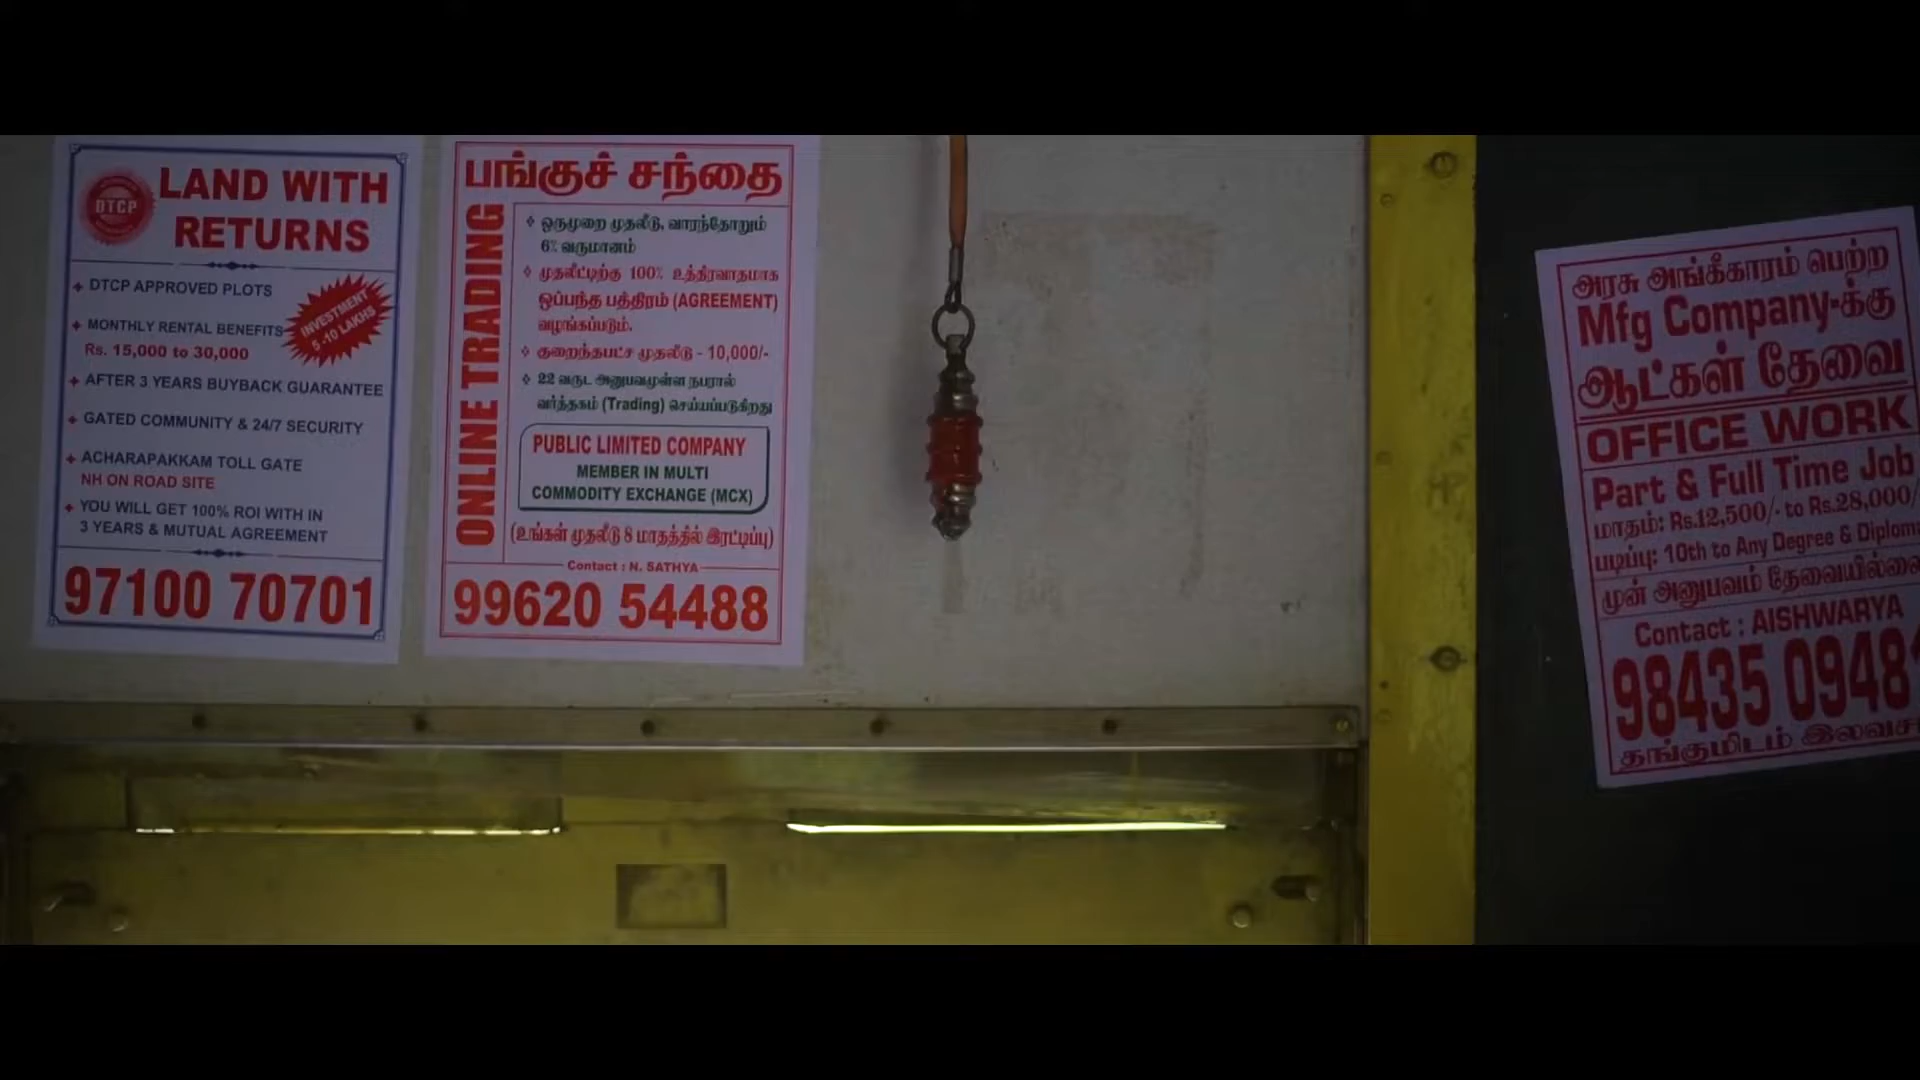 DTCP
LAND WITH
RETURNS
DTCP APPROVED PLOTS
MONTHLY RENTAL BENEFITS
Rs. 15,000 to 30,000
INVESTMENT
5 -10 LAKHS
AFTER 3 YEARS BUYBACK GUARANTEE
GATED COMMUNITY & 24/7 SECURITY
ACHARAPAKKAM TOLL GATE
NH ON ROAD SITE
YOU WILL GET 100% ROI WITH IN
3 YEARS & MUTUAL AGREEMENT
97100 70701
பங்குச் சந்தை
ONLINE TRADING
ஒருமுறை முதலீடு, வாரந்தோறும்
6% வருமானம்
முதலீட்டிற்கு 100% உத்திரவாதமாக
ஒப்பந்த பத்திரம் (AGREEMENT)
வழங்கப்படும்.
குறைந்தபட்ச முதலீடு - 10,000/-
22 வருட அனுபவமுள்ள நபரால்
வர்த்தகம் (Trading) செய்யப்படுகிறது
PUBLIC LIMITED COMPANY
MEMBER IN MULTI
COMMODITY EXCHANGE (MCX)
(உங்கள் முதலீடு 8 மாதத்தில் இரட்டிப்பு)
Contact : N. SATHYA
99620 54488
அரசு அங்கீகாரம் பெற்ற
Mfg Company-க்கு
ஆட்கள் தேவை
OFFICE WORK
Part & Full Time Job
மாதம்: Rs.12,500/- to Rs.28,000/
படிப்பு: 10th to Any Degree & Diplom
முன் அனுபவம் தேவையில்லை
Contact : AISHWARYA
98435 0948
தங்குமிடம் இலவச